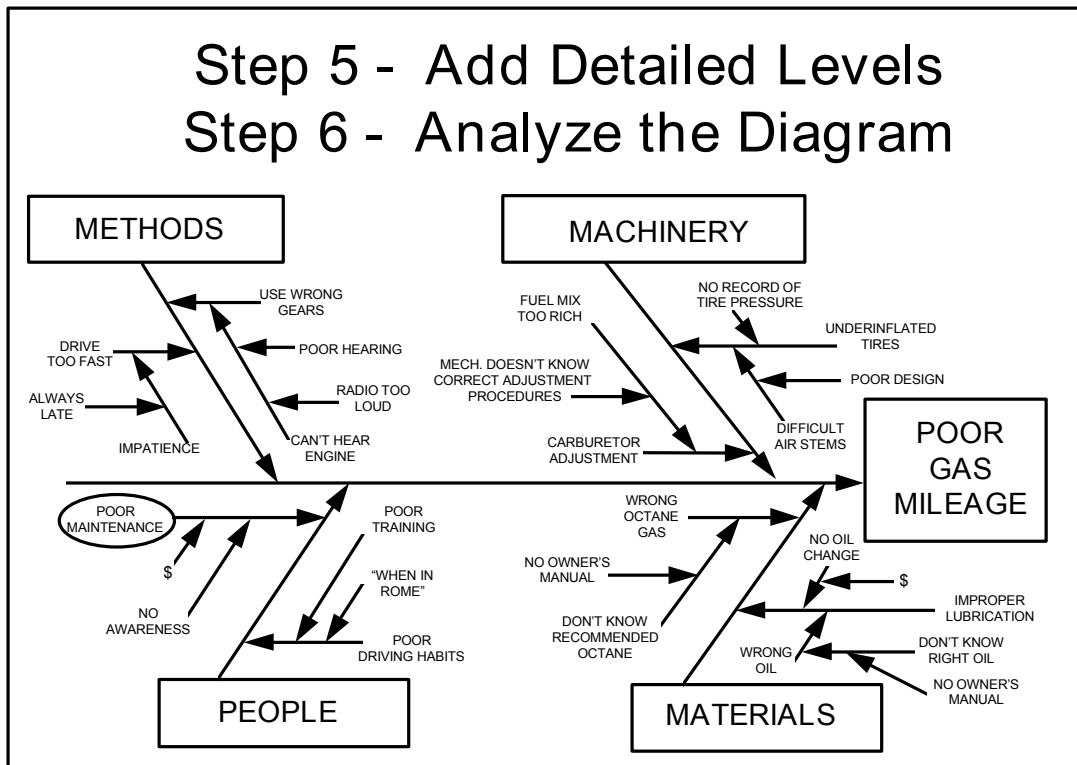 Step 5 - Add Detailed Levels
Step 6 - Analyze the Diagram
METHODS
USE WRONG
GEARS
POOR HEARING
RADIO TOO
LOUD
CAN'T HEAR
ENGINE
DRIVE
TOO FAST
ALWAYS
LATE
IMPATIENCE
MACHINERY
NO RECORD OF
TIRE PRESSURE
UNDERINFLATED
TIRES
POOR DESIGN
DIFFICULT
AIR STEMS
FUEL MIX
TOO RICH
MECH. DOESN'T KNOW
CORRECT ADJUSTMENT
PROCEDURES
CARBURETOR
ADJUSTMENT
POOR
GAS
MILEAGE
POOR
MAINTENANCE
$
NO
AWARENESS
POOR
TRAINING
“WHEN IN
ROME”
POOR
DRIVING HABITS
PEOPLE
WRONG
OCTANE
GAS
NO OWNER'S
MANUAL
DON'T KNOW
RECOMMENDED
OCTANE
NO OIL
CHANGE
$
IMPROPER
LUBRICATION
WRONG
OIL
DON'T KNOW
RIGHT OIL
NO OWNER'S
MANUAL
MATERIALS